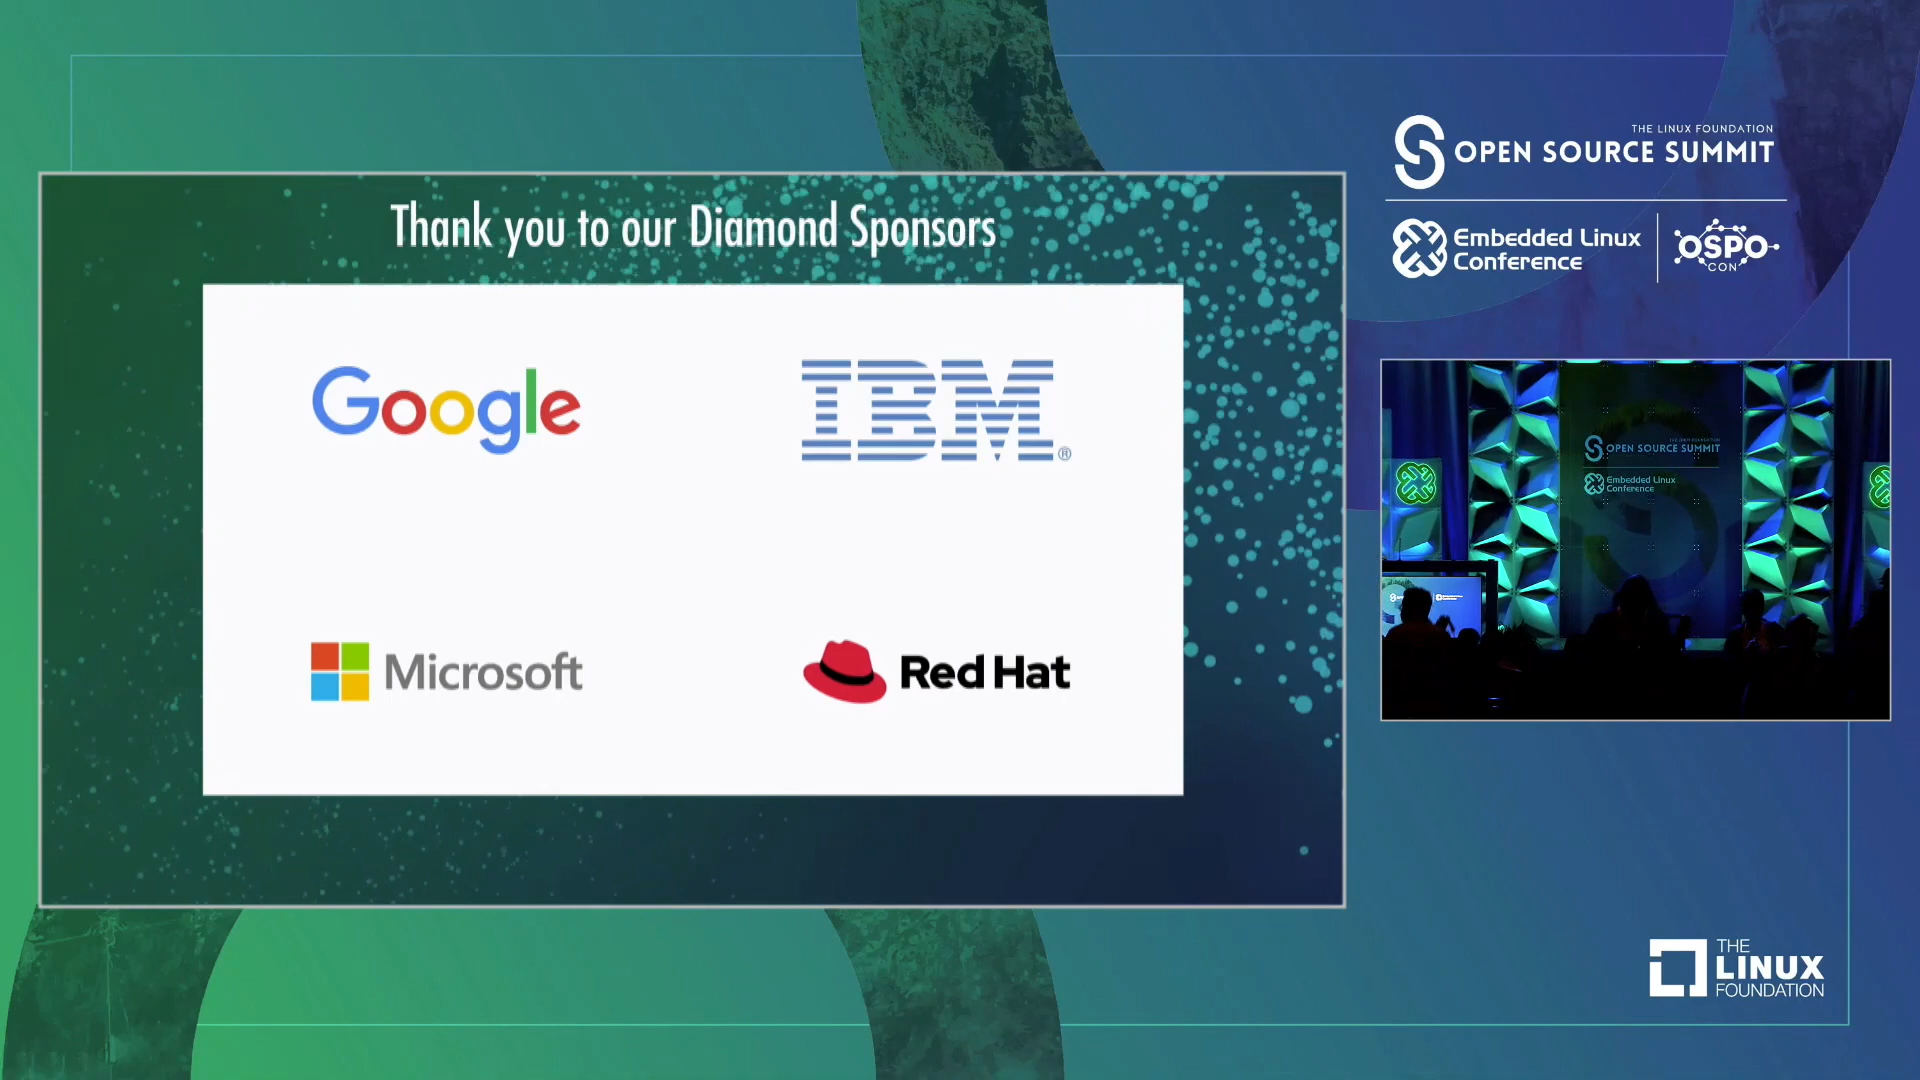 Thank you to our Diamond Sponsors
Google
IBM®
Microsoft
Red Hat
THE LINUX FOUNDATION
OPEN SOURCE SUMMIT
Embedded Linux
Conference
OSPO
CON
OPEN SOURCE SUMMIT
Embedded Linux
Conference
THE
LINUX
FOUNDATION